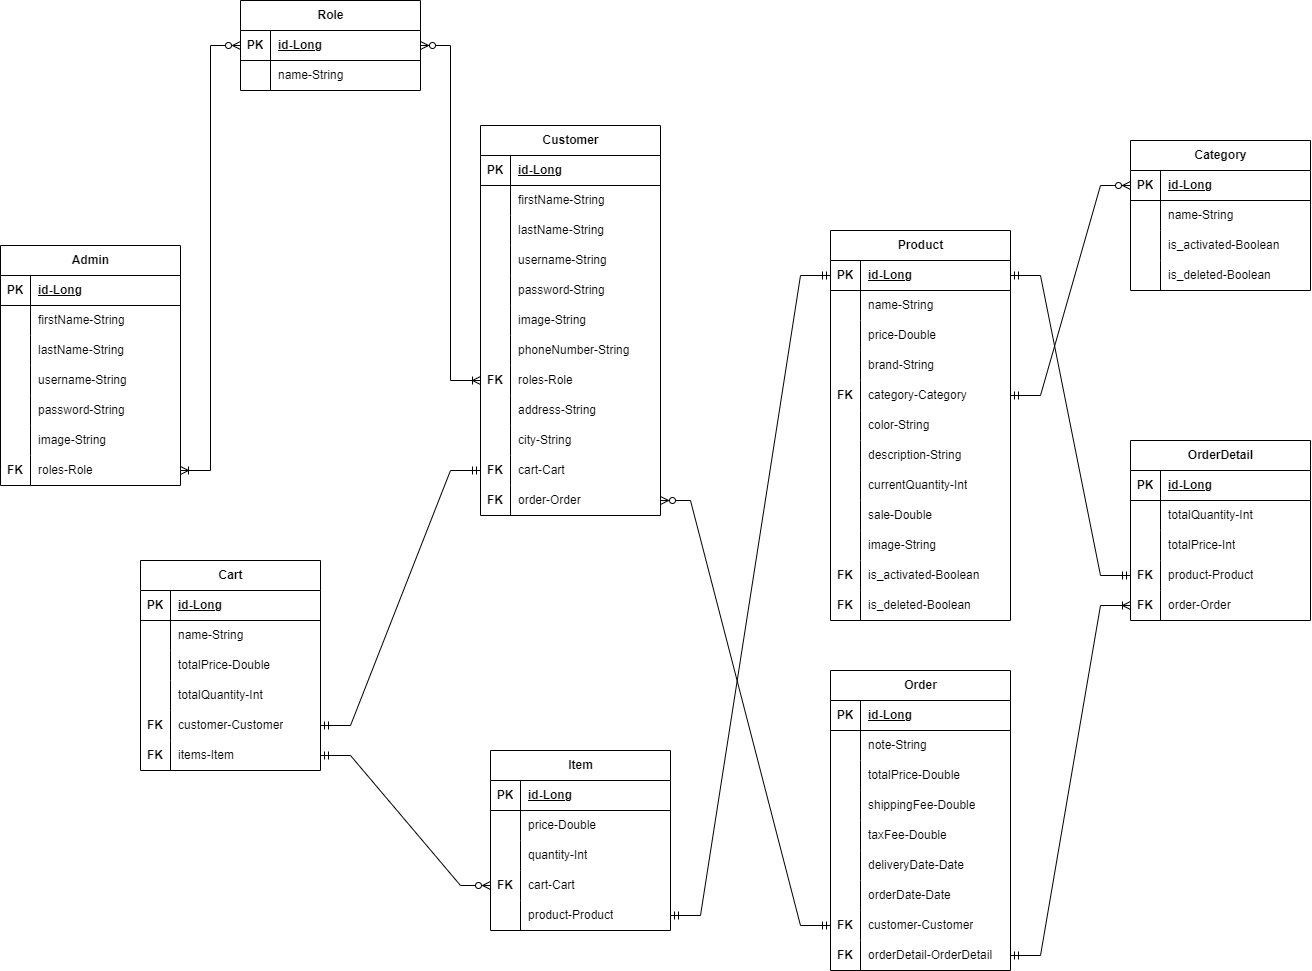 Role
PK id-Long
name-String
Customer
PK id-Long
firstName-String
lastName-String
username-String
password-String
image-String
phoneNumber-String
FK roles-Role
address-String
city-String
FK cart-Cart
FK order-Order
Category
PK id-Long
name-String
is_activated-Boolean
is_deleted-Boolean
Admin
PK id-Long
firstName-String
lastName-String
username-String
password-String
image-String
FK roles-Role
Product
PK id-Long
name-String
price-Double
brand-String
FK category-Category
color-String
description-String
currentQuantity-Int
sale-Double
image-String
FK is_activated-Boolean
FK is_deleted-Boolean
OrderDetail
PK id-Long
totalQuantity-Int
totalPrice-Int
FK product-Product
FK order-Order
Cart
PK id-Long
name-String
totalPrice-Double
totalQuantity-Int
FK customer-Customer
FK items-Item
Item
PK id-Long
price-Double
quantity-Int
FK cart-Cart
product-Product
Order
PK id-Long
note-String
totalPrice-Double
shippingFee-Double
taxFee-Double
deliveryDate-Date
orderDate-Date
FK customer-Customer
FK orderDetail-OrderDetail